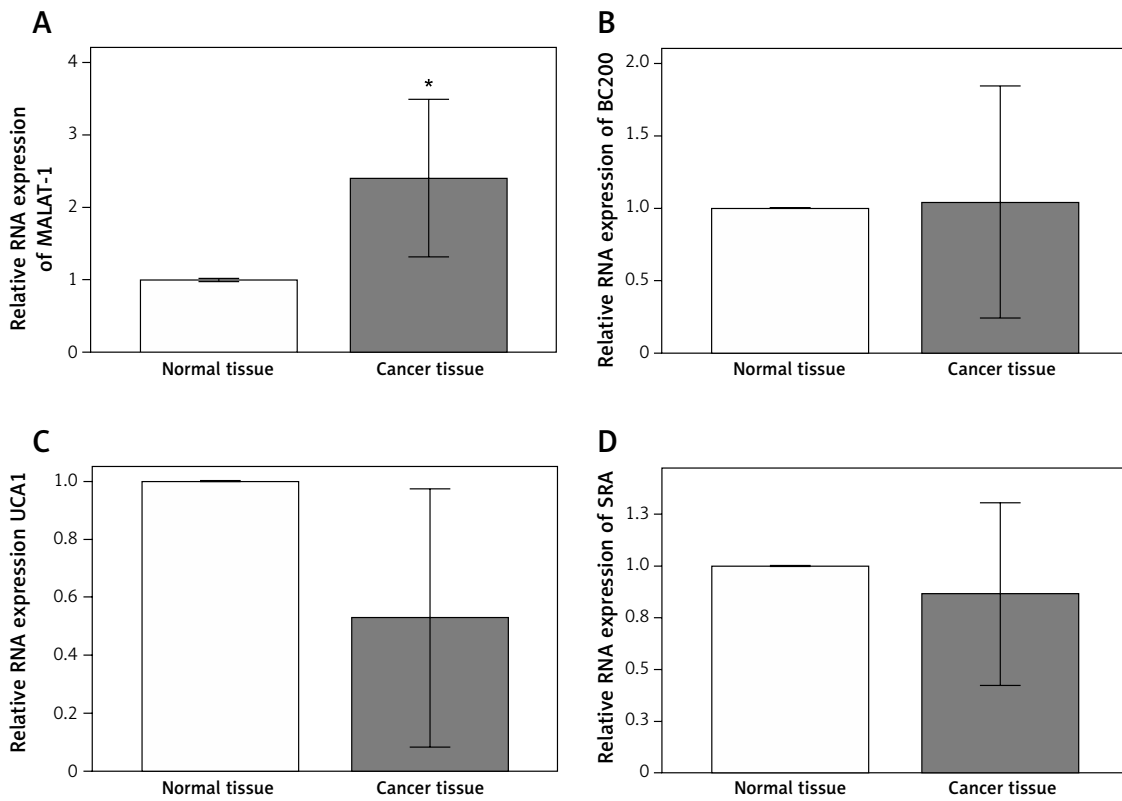 A
Relative RNA expression
of MALAT-1
4
3
2
1
0
*
Normal tissue
Cancer tissue
B
Relative RNA expression of BC200
2.0
1.5
1.0
0.5
0
Normal tissue
Cancer tissue
C
Relative RNA expression UCA1
1.0
0.8
0.6
0.4
0.2
0
Normal tissue
Cancer tissue
D
Relative RNA expression of SRA
1.3
1.0
0.8
0.5
0.3
0
Normal tissue
Cancer tissue